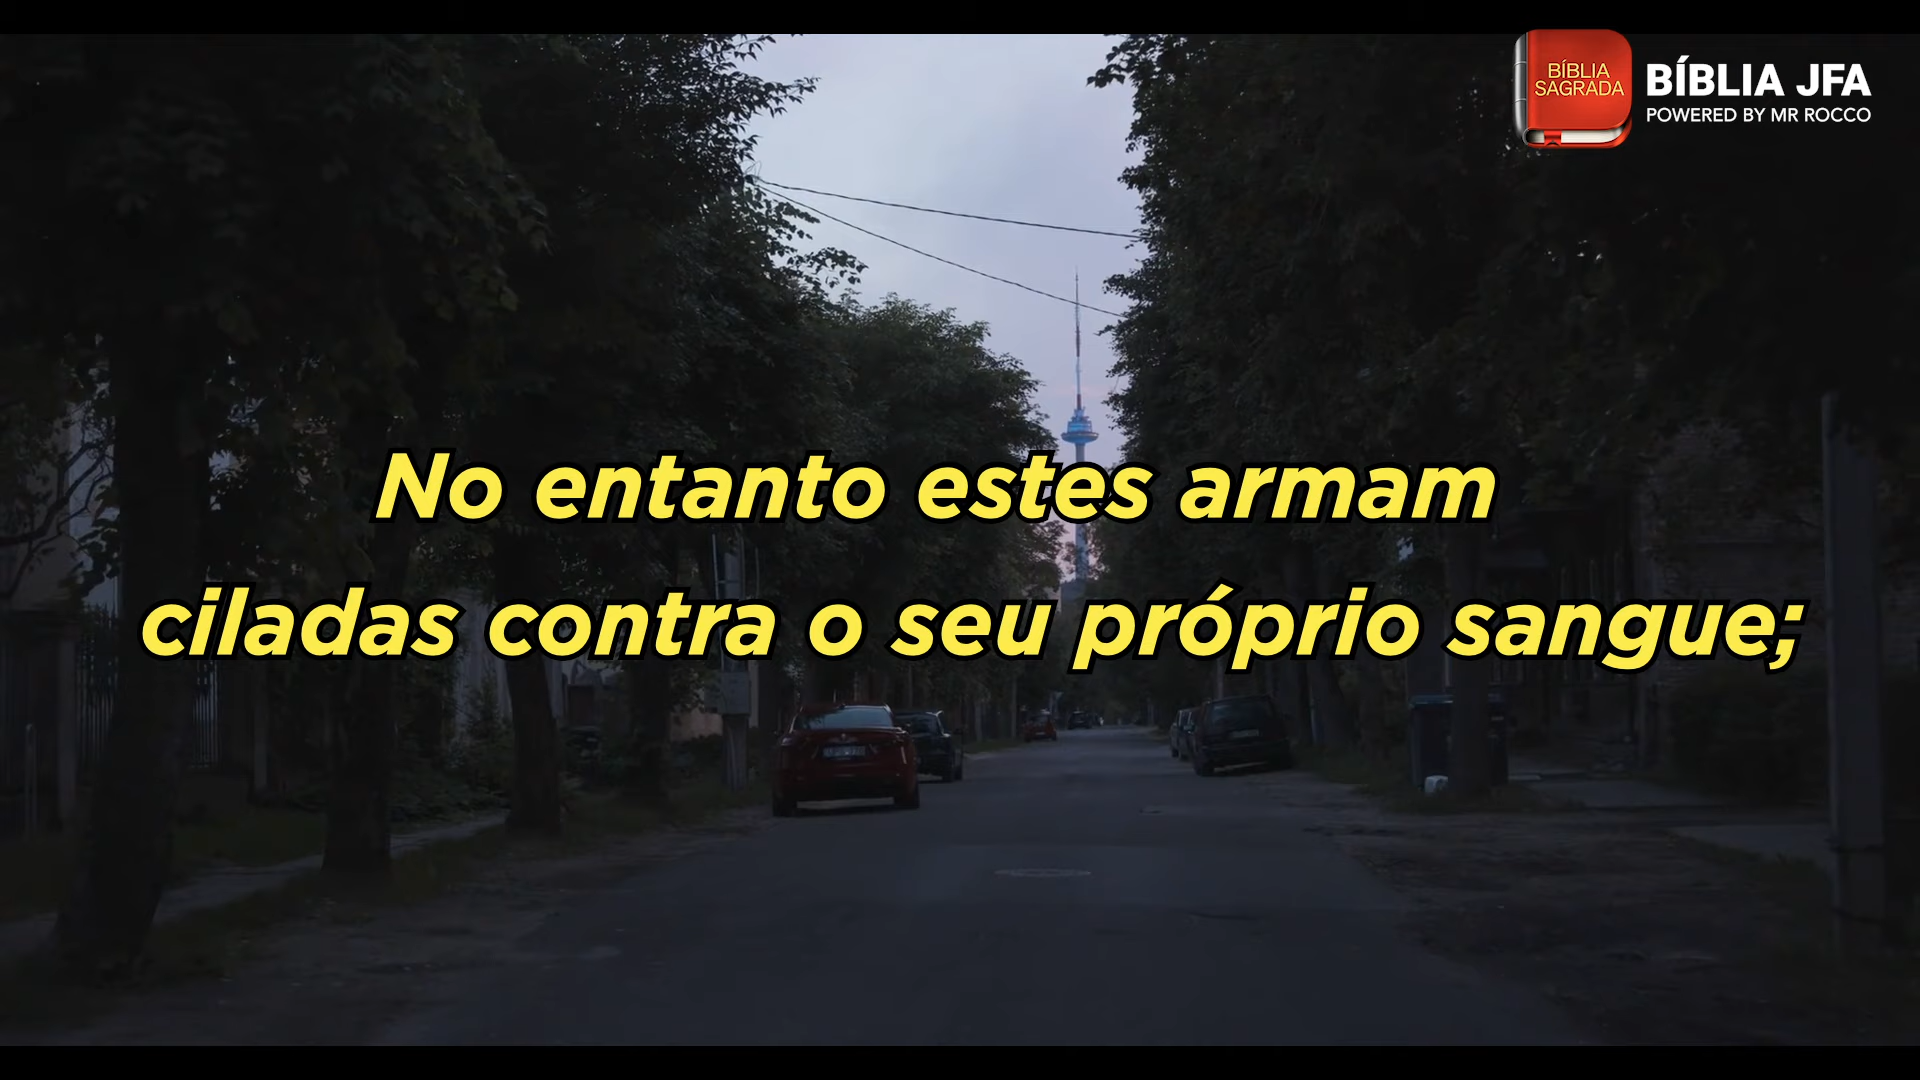 BÍBLIA
SAGRADA
BÍBLIA JFA
POWERED BY MR ROCCO
No entanto estes armam
ciladas contra o seu próprio sangue;